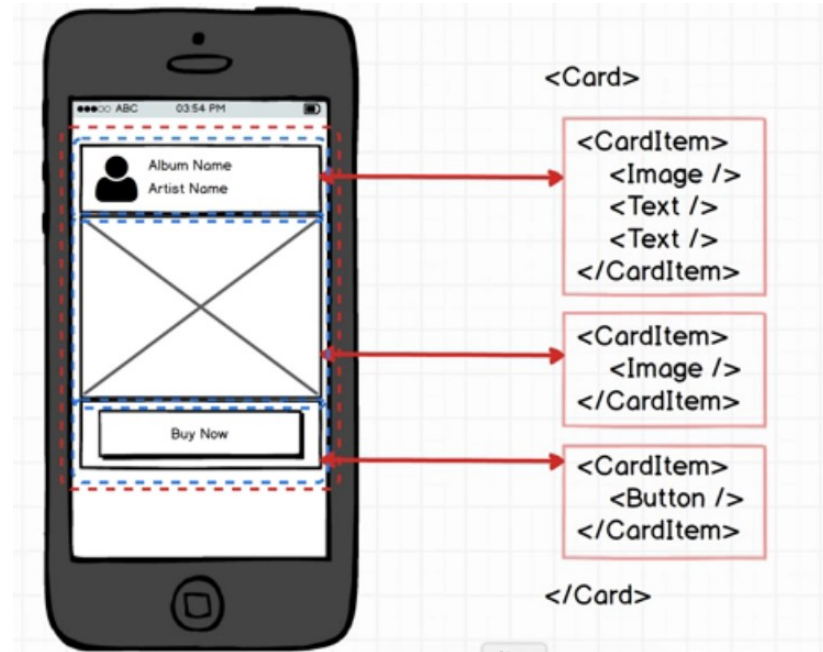 ABC 03:54 PM
Album Name
Artist Name
Buy Now
<Card>
<CardItem>
<Image />
<Text />
<Text />
</CardItem>
<CardItem>
<Image />
</CardItem>
<CardItem>
<Button />
</CardItem>
</Card>